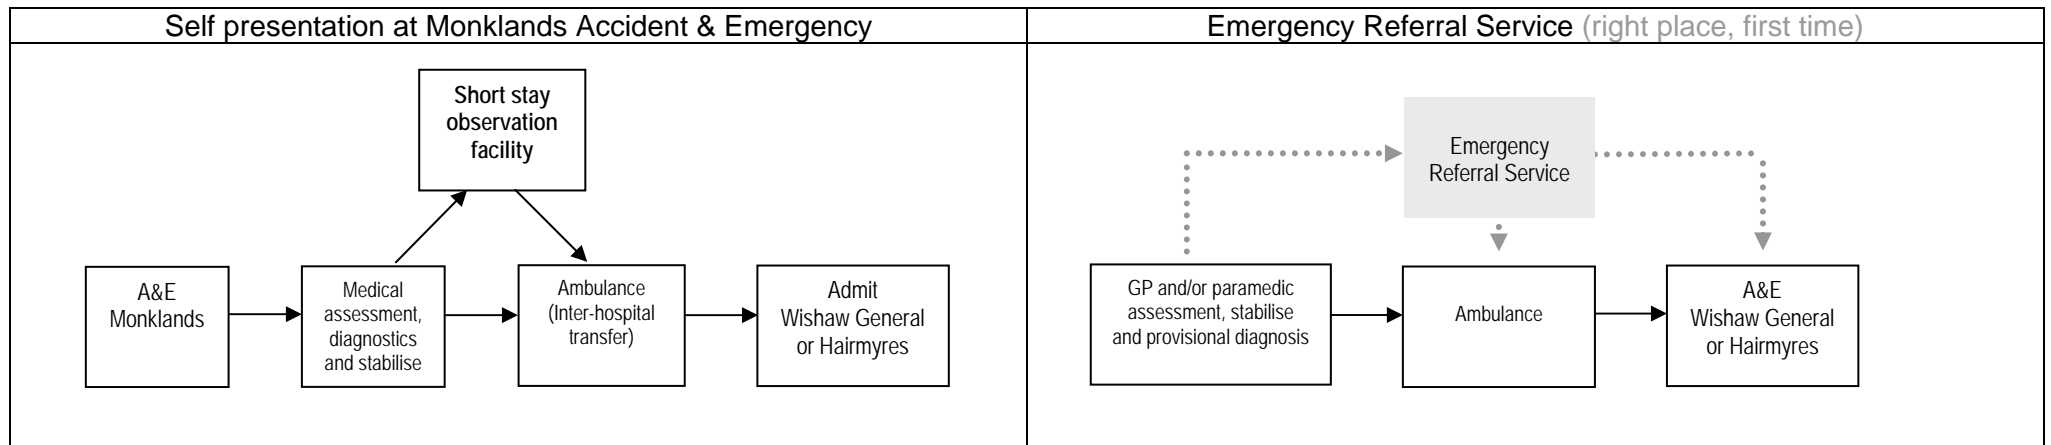 Self presentation at Monklands Accident & Emergency
Short stay
observation
facility
A&E
Monklands
Medical
assessment,
diagnostics
and stabilise
Ambulance
(Inter-hospital
transfer)
Admit
Wishaw General
or Hairmyres
Emergency Referral Service (right place, first time)
Emergency
Referral Service
GP and/or paramedic
assessment, stabilise
and provisional diagnosis
Ambulance
A&E
Wishaw General
or Hairmyres